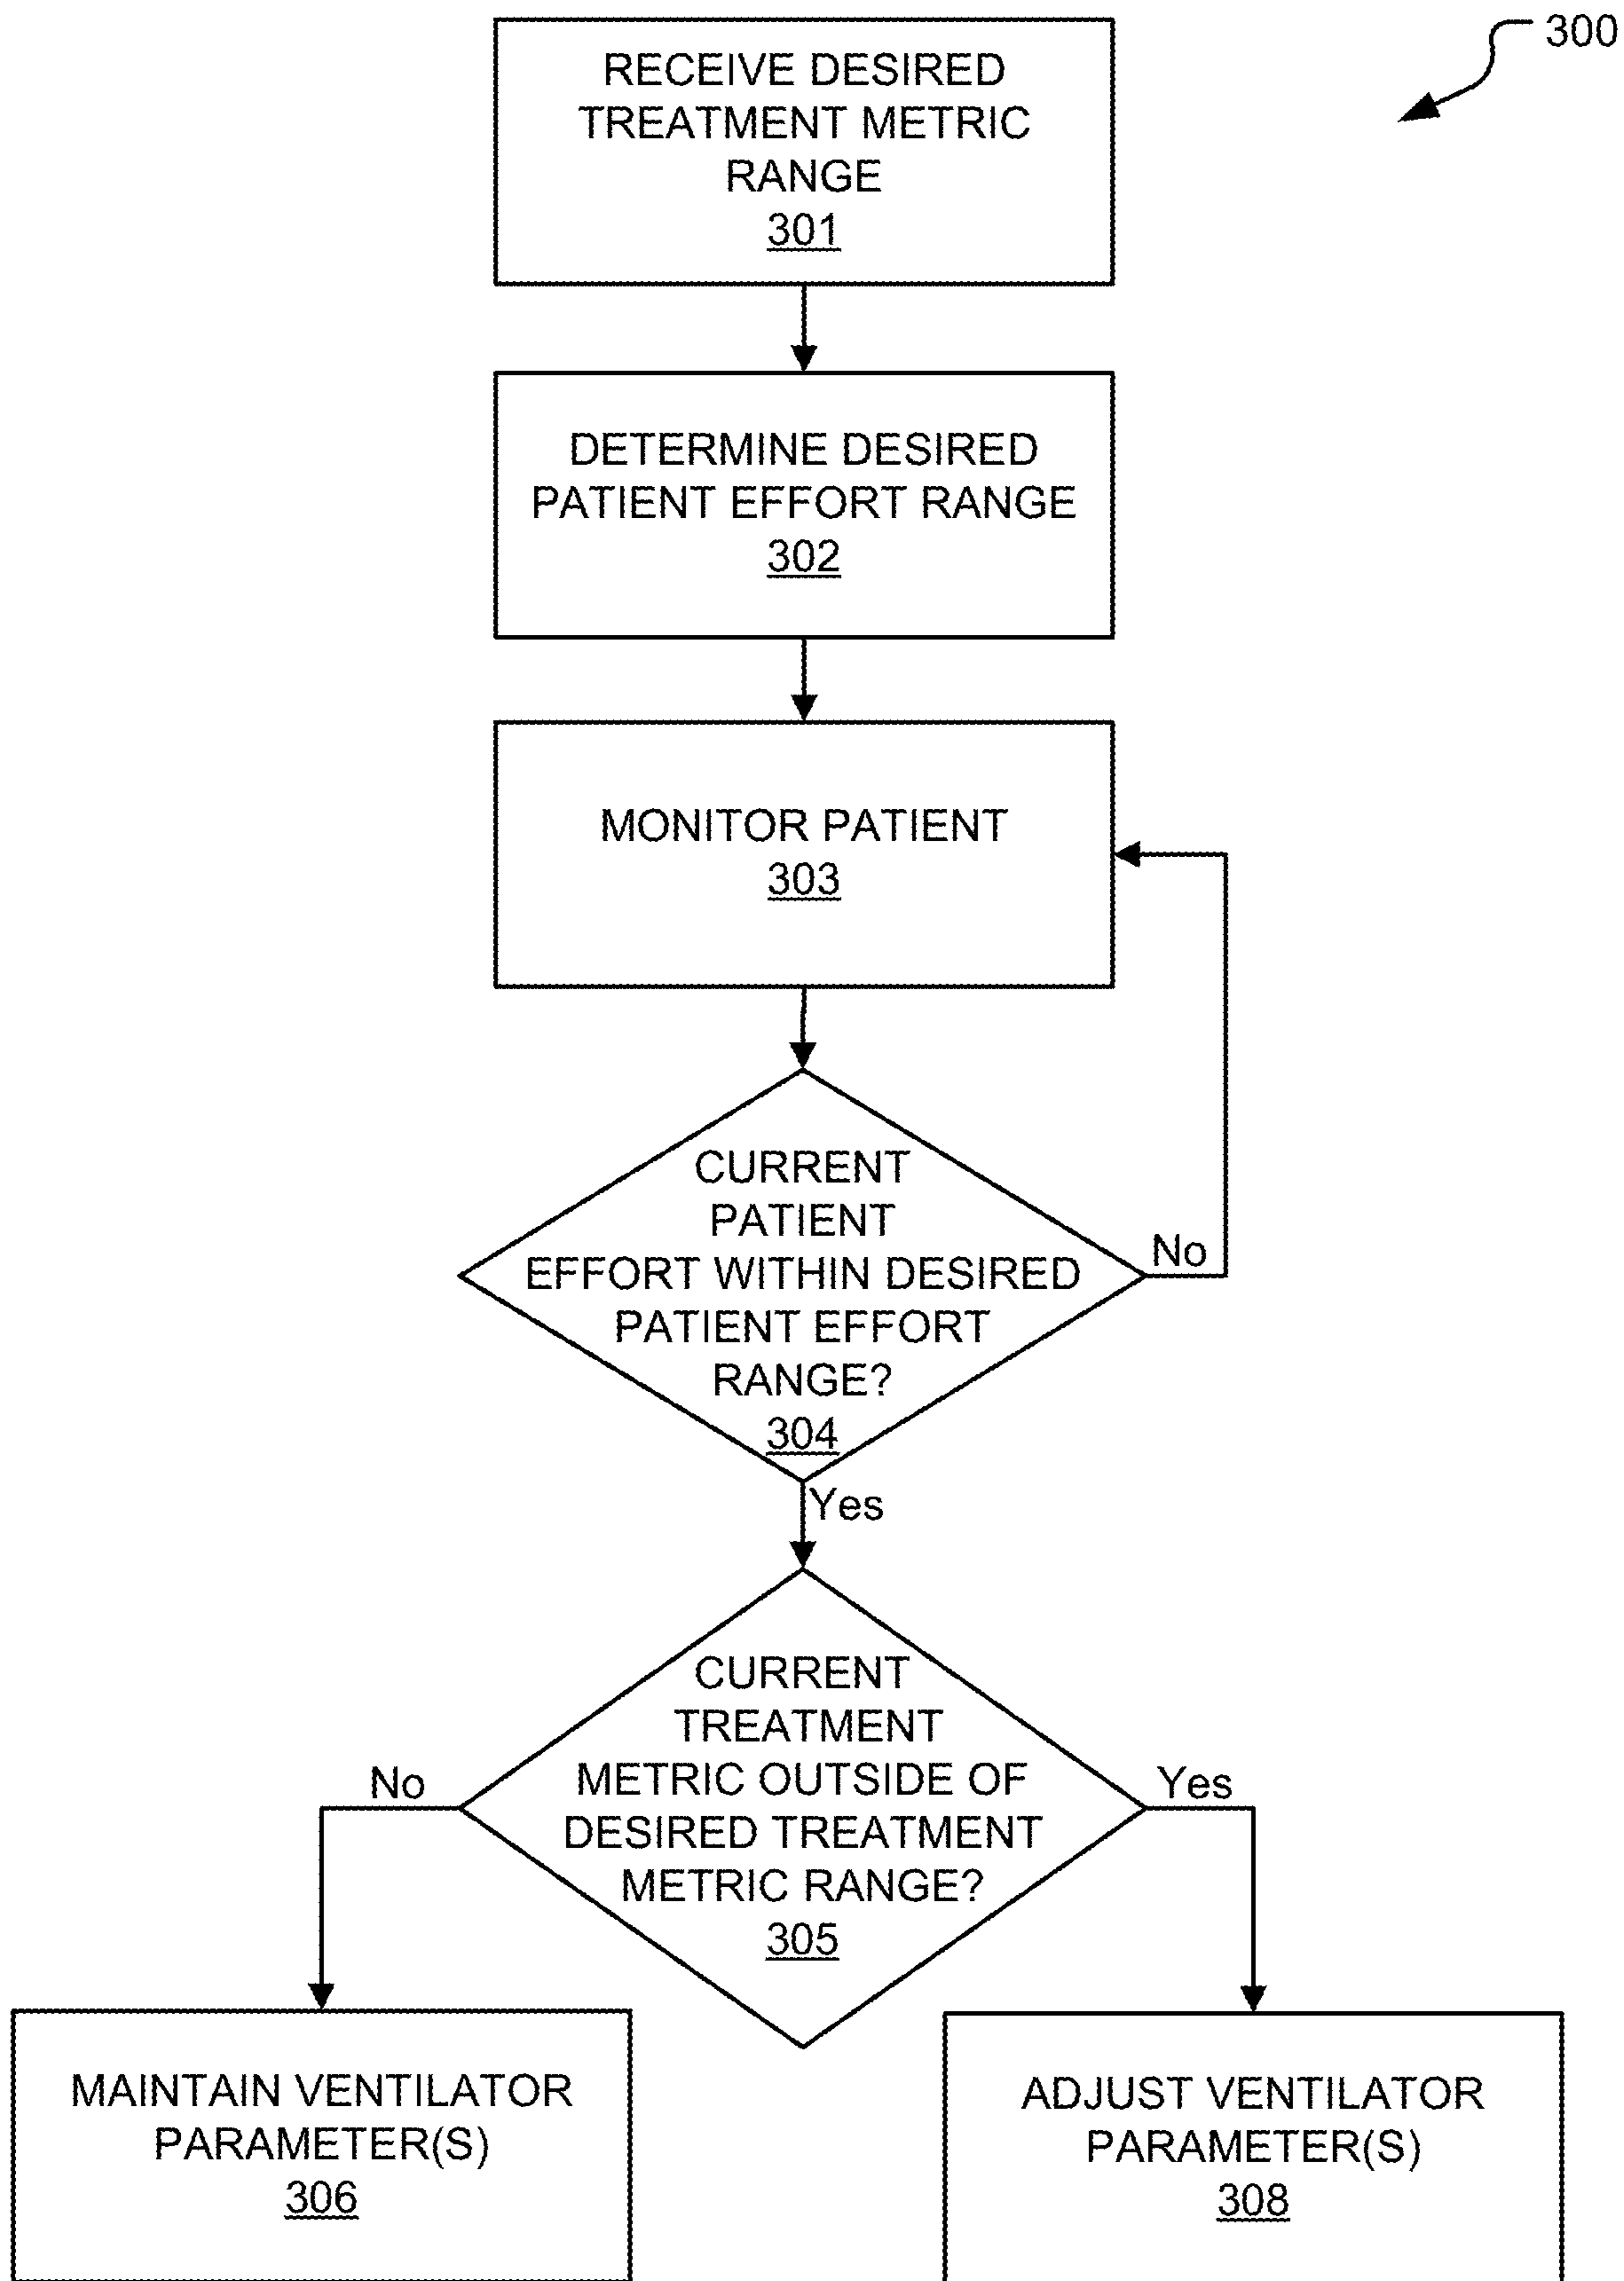 300
RECEIVE DESIRED
TREATMENT METRIC
RANGE
301
DETERMINE DESIRED
PATIENT EFFORT RANGE
302
MONITOR PATIENT
303
CURRENT
PATIENT
EFFORT WITHIN DESIRED
PATIENT EFFORT
RANGE?
304
No
Yes
CURRENT
TREATMENT
METRIC OUTSIDE OF
DESIRED TREATMENT
METRIC RANGE?
305
No
Yes
MAINTAIN VENTILATOR
PARAMETER(S)
306
ADJUST VENTILATOR
PARAMETER(S)
308